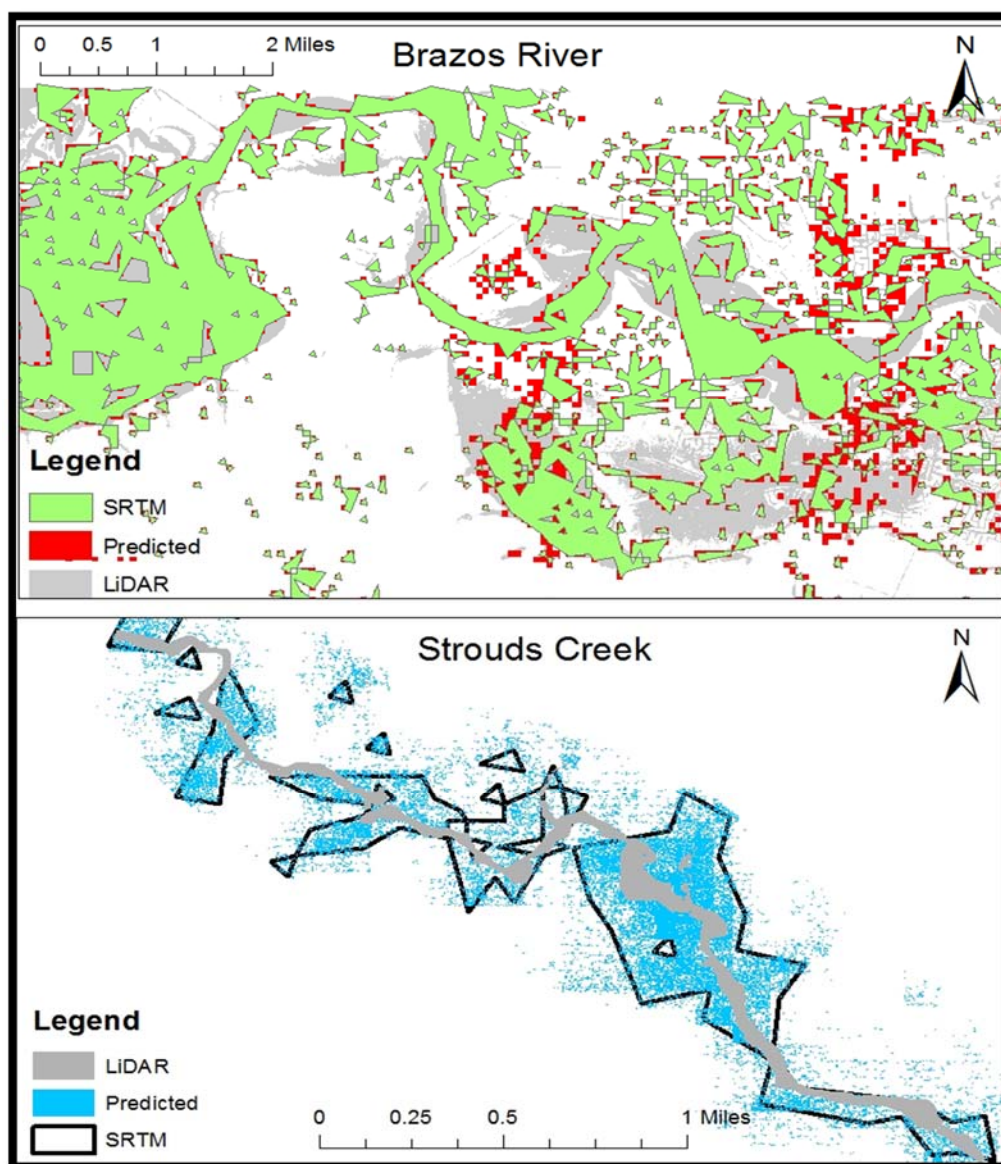 0 0.5 1 2 Miles
Brazos River
N
Legend
SRTM
Predicted
LiDAR
Strouds Creek
N
Legend
LiDAR
Predicted
SRTM
0 0.25 0.5 1 Miles